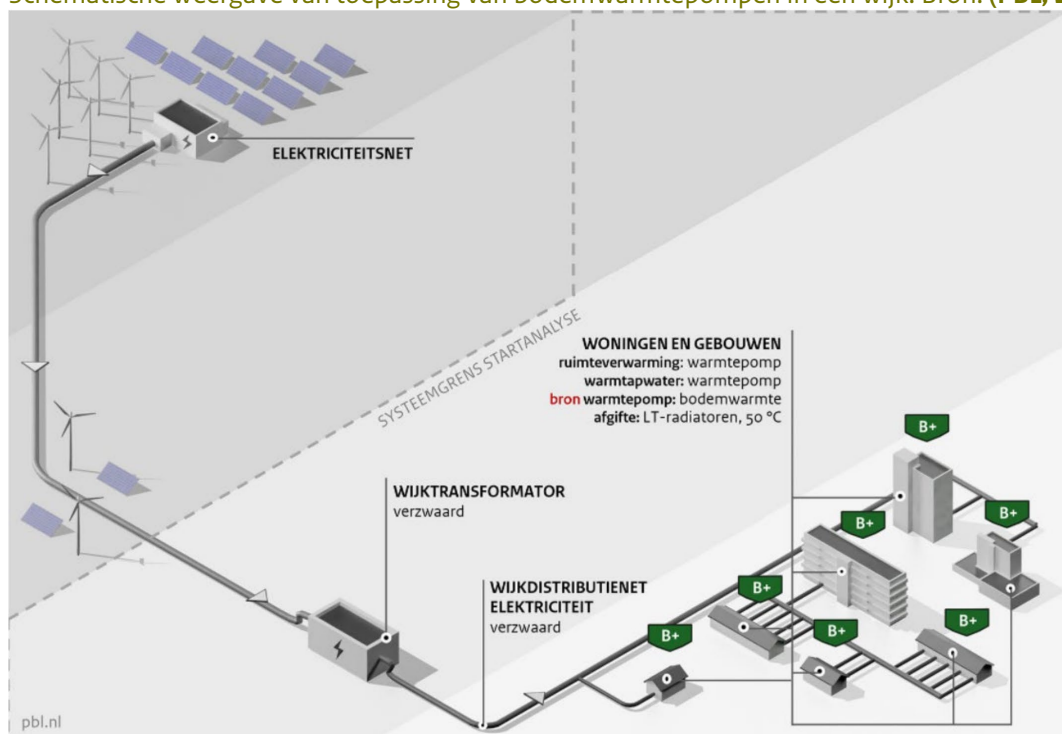 Schematische weergave van toepassing van bodemwarmtepompen in een wijk. Bron: (PBL,
ELEKTRICITEITSNET
SYSTEEMGRENS STARTANALYSE
WONINGEN EN GEBOUWEN
ruimteverwarming: warmtepomp
warmtapwater: warmtepomp
bron warmtepomp: bodemwarmte
afgifte: LT-radiatoren, 50 °C
B+
B+
B+
WIJKTRANSFORMATOR
verzwaard
WIJKDISTRIBUTIENET
ELEKTRICITEIT
verzwaard
B+
B+
B+
B+
pbl.nl